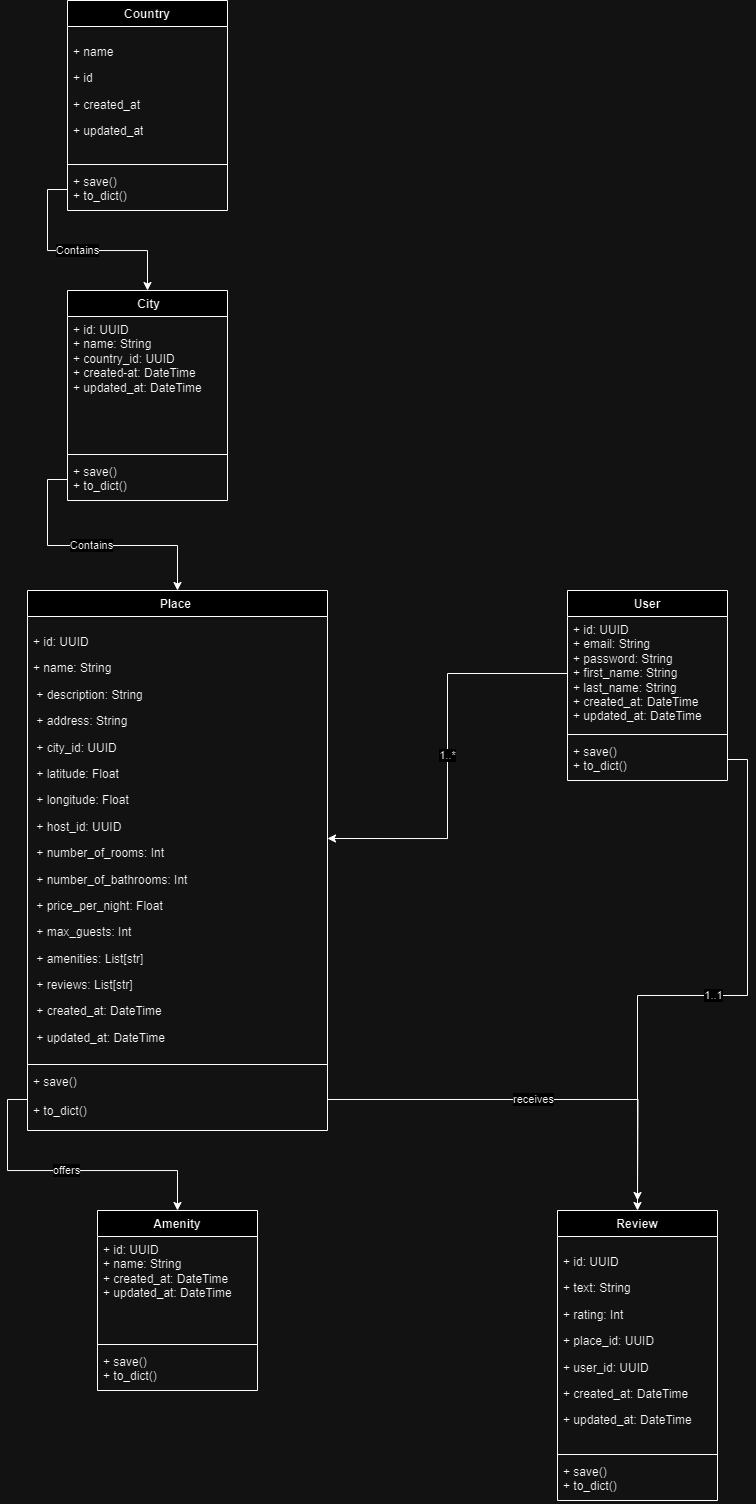 Country
+ name
+ id
+ created_at
+ updated_at
+ save()
+ to_dict()
Contains
City
+ id: UUID
+ name: String
+ country_id: UUID
+ created-at: DateTime
+ updated_at: DateTime
+ save()
+ to_dict()
Contains
Place
+ id: UUID
+ name: String
+ description: String
+ address: String
+ city_id: UUID
+ latitude: Float
+ longitude: Float
+ host_id: UUID
+ number_of_rooms: Int
+ number_of_bathrooms: Int
+ price_per_night: Float
+ max_guests: Int
+ amenities: List[str]
+ reviews: List[str]
+ created_at: DateTime
+ updated_at: DateTime
+ save()
+ to_dict()
User
+ id: UUID
+ email: String
+ password: String
+ first_name: String
+ last_name: String
+ created_at: DateTime
+ updated_at: DateTime
+ save()
+ to_dict()
1..*
1..1
receives
offers
Amenity
+ id: UUID
+ name: String
+ created_at: DateTime
+ updated_at: DateTime
+ save()
+ to_dict()
Review
+ id: UUID
+ text: String
+ rating: Int
+ place_id: UUID
+ user_id: UUID
+ created_at: DateTime
+ updated_at: DateTime
+ save()
+ to_dict()